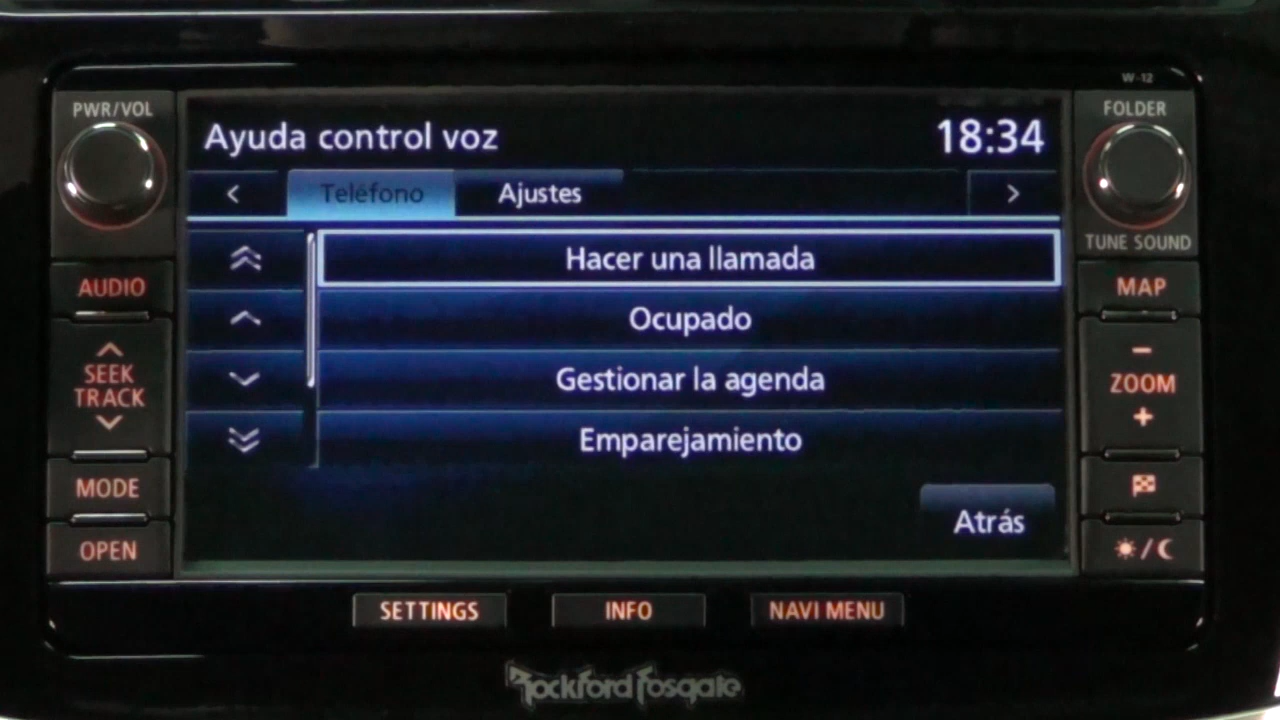 W-12
PWR/VOL
FOLDER
Ayuda control voz
18:34
< Teléfono Ajustes >
TUNE SOUND
Hacer una llamada
AUDIO
MAP
Ocupado
SEEK
TRACK
- ZOOM +
Gestionar la agenda
Emparejamiento
MODE
Atrás
OPEN
SETTINGS
INFO
NAVI MENU
Rockford Fosgate